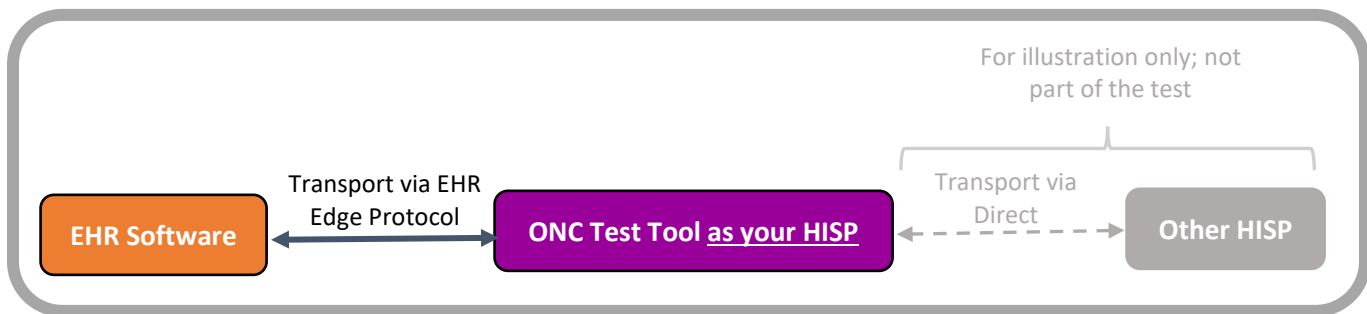 For illustration only; not
part of the test
Transport via EHR
Edge Protocol
Transport via
Direct
EHR Software
ONC Test Tool as your HISP
Other HISP